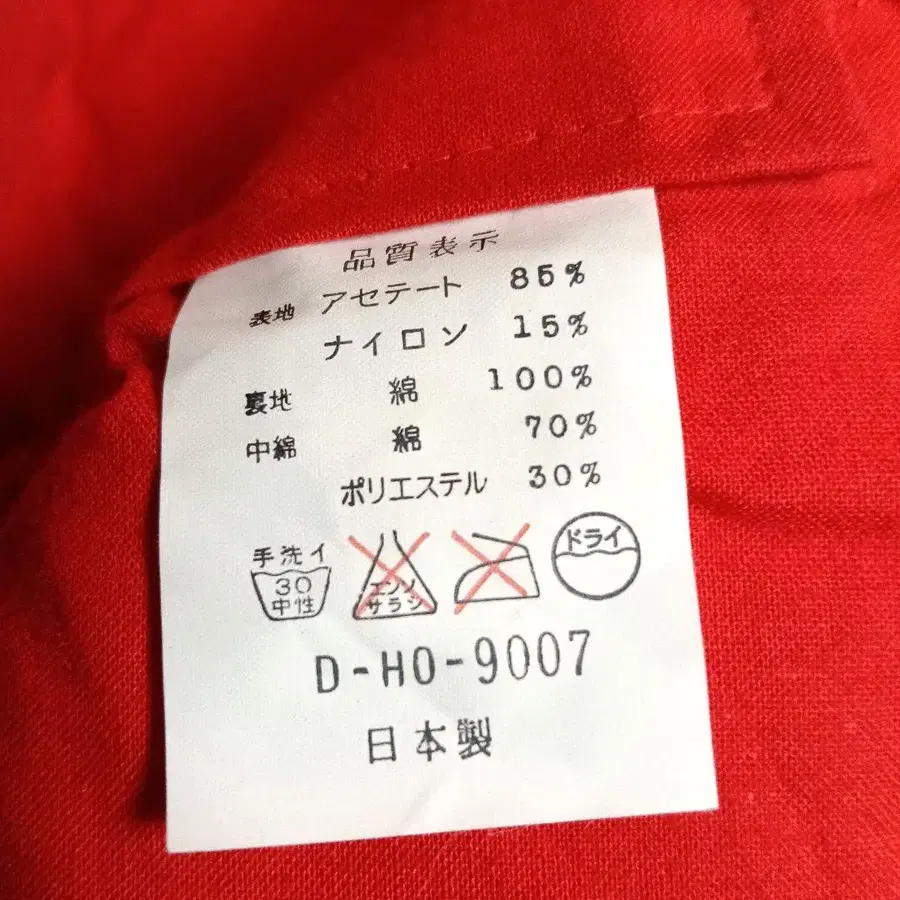 品質表示
表地 アセテート 85%
ナイロン 15%
裏地 綿 100%
中綿 綿 70%
ポリエステル 30%
手洗イ
30
中性
エンソ
サラシ
ドライ
D-HO-9007
日本製